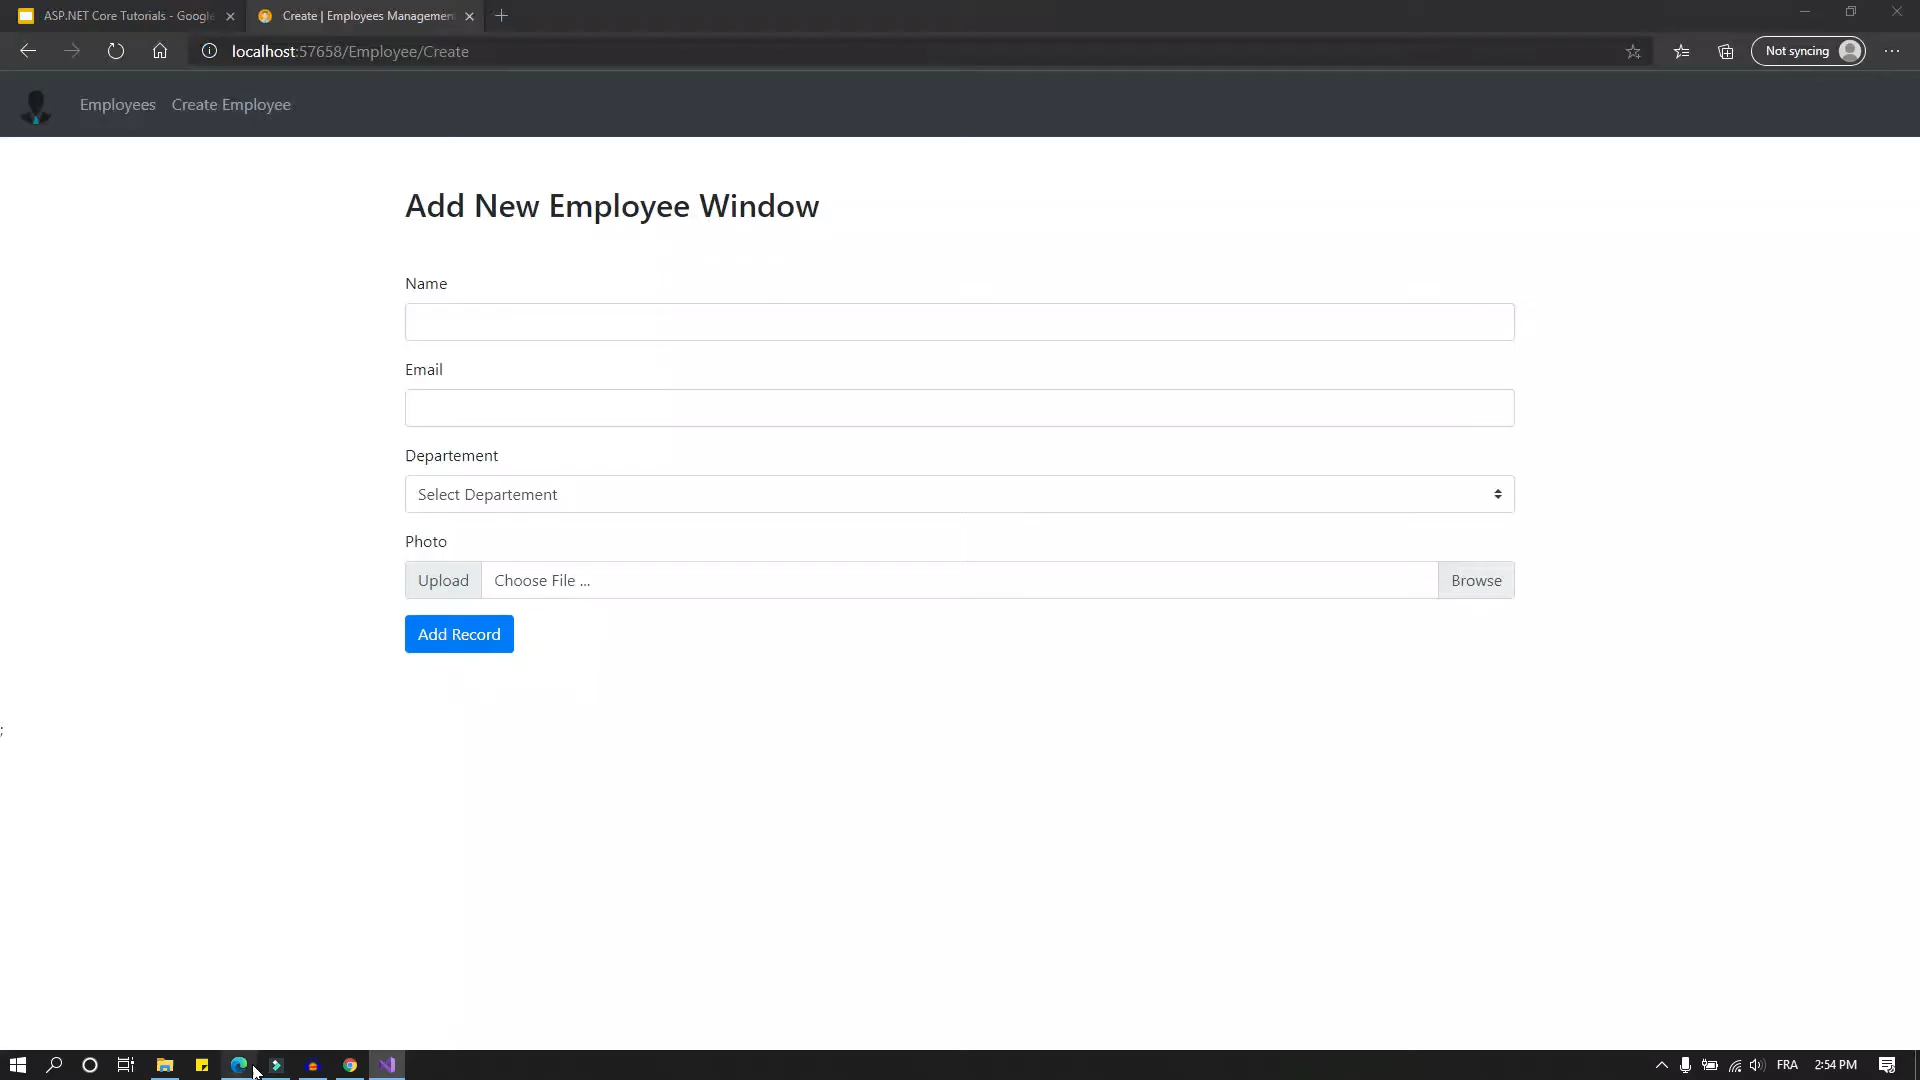 ASP.NET Core Tutorials - Google
Create | Employees Managemen
localhost:57658/Employee/Create
Not syncing
Employees
Create Employee
Add New Employee Window
Name
Email
Departement
Select Departement
Photo
Upload
Choose File ...
Browse
Add Record
;
FRA
2:54 PM